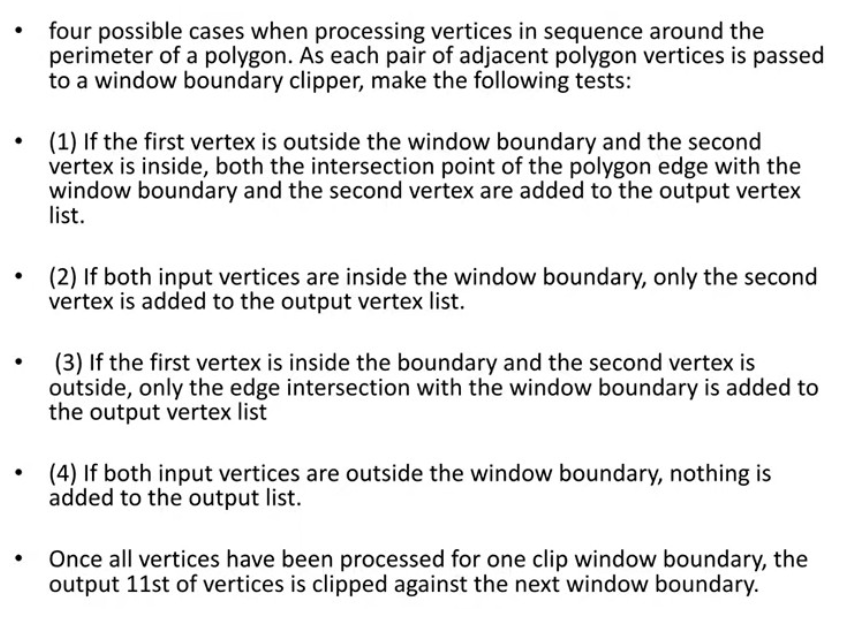 • four possible cases when processing vertices in sequence around the
perimeter of a polygon. As each pair of adjacent polygon vertices is passed
to a window boundary clipper, make the following tests:
• (1) If the first vertex is outside the window boundary and the second
vertex is inside, both the intersection point of the polygon edge with the
window boundary and the second vertex are added to the output vertex
list.
• (2) If both input vertices are inside the window boundary, only the second
vertex is added to the output vertex list.
• (3) If the first vertex is inside the boundary and the second vertex is
outside, only the edge intersection with the window boundary is added to
the output vertex list
• (4) If both input vertices are outside the window boundary, nothing is
added to the output list.
• Once all vertices have been processed for one clip window boundary, the
output 11st of vertices is clipped against the next window boundary.